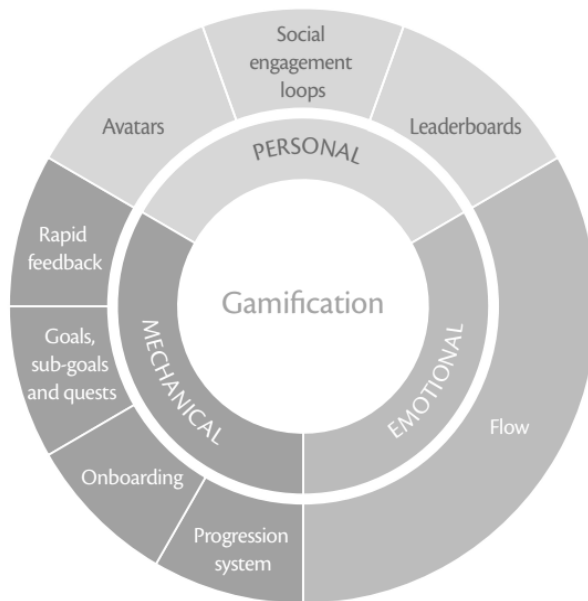 Social
engagement
loops
Avatars
Leaderboards
PERSONAL
Rapid
feedback
Gamification
Goals,
sub-goals
and quests
MECHANICAL
EMOTIONAL
Flow
Onboarding
Progression
system